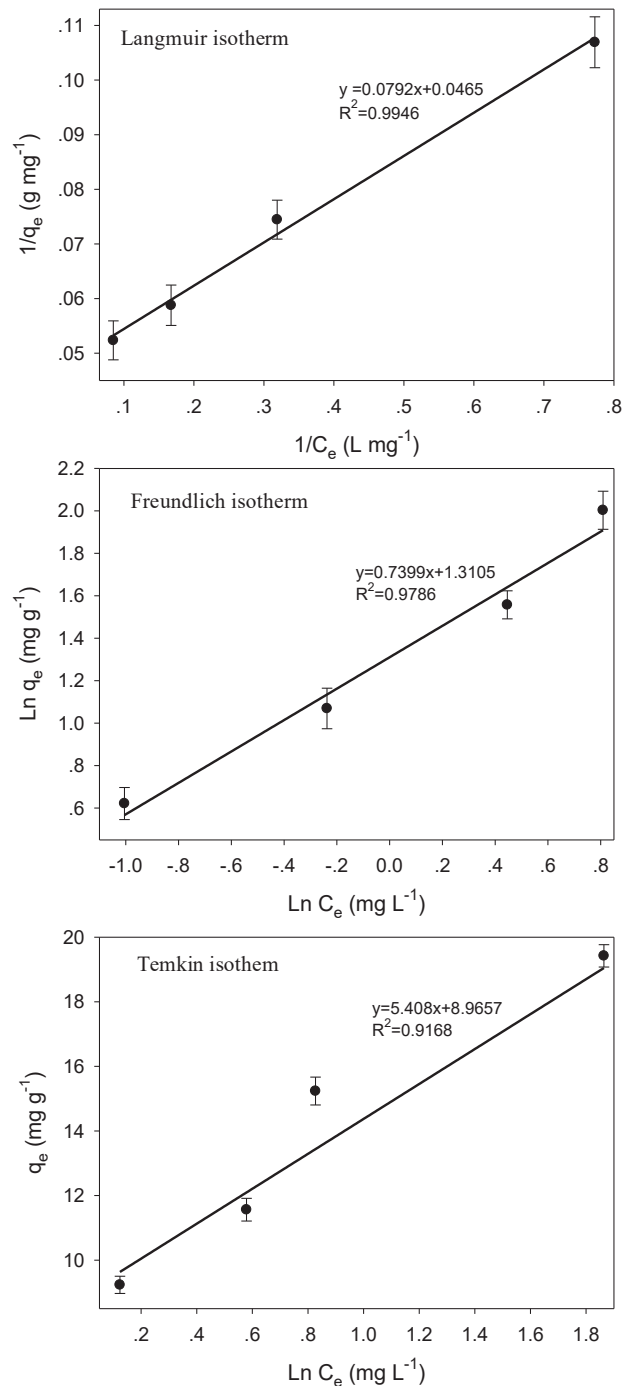 Langmuir isotherm
y =0.0792x+0.0465
R²=0.9946
.11
.10
.09
.08
.07
.06
.05
1/qₑ (g mg⁻¹)
.1 .2 .3 .4 .5 .6 .7 .8
1/Cₑ (L mg⁻¹)
Freundlich isotherm
y=0.7399x+1.3105
R²=0.9786
2.2
2.0
1.8
1.6
1.4
1.2
1.0
.8
.6
Ln qₑ (mg g⁻¹)
-1.0 -.8 -.6 -.4 -.2 0.0 .2 .4 .6 .8
Ln Cₑ (mg L⁻¹)
Temkin isothem
y=5.408x+8.9657
R²=0.9168
20
18
16
14
12
10
qₑ (mg g⁻¹)
.2 .4 .6 .8 1.0 1.2 1.4 1.6 1.8
Ln Cₑ (mg L⁻¹)